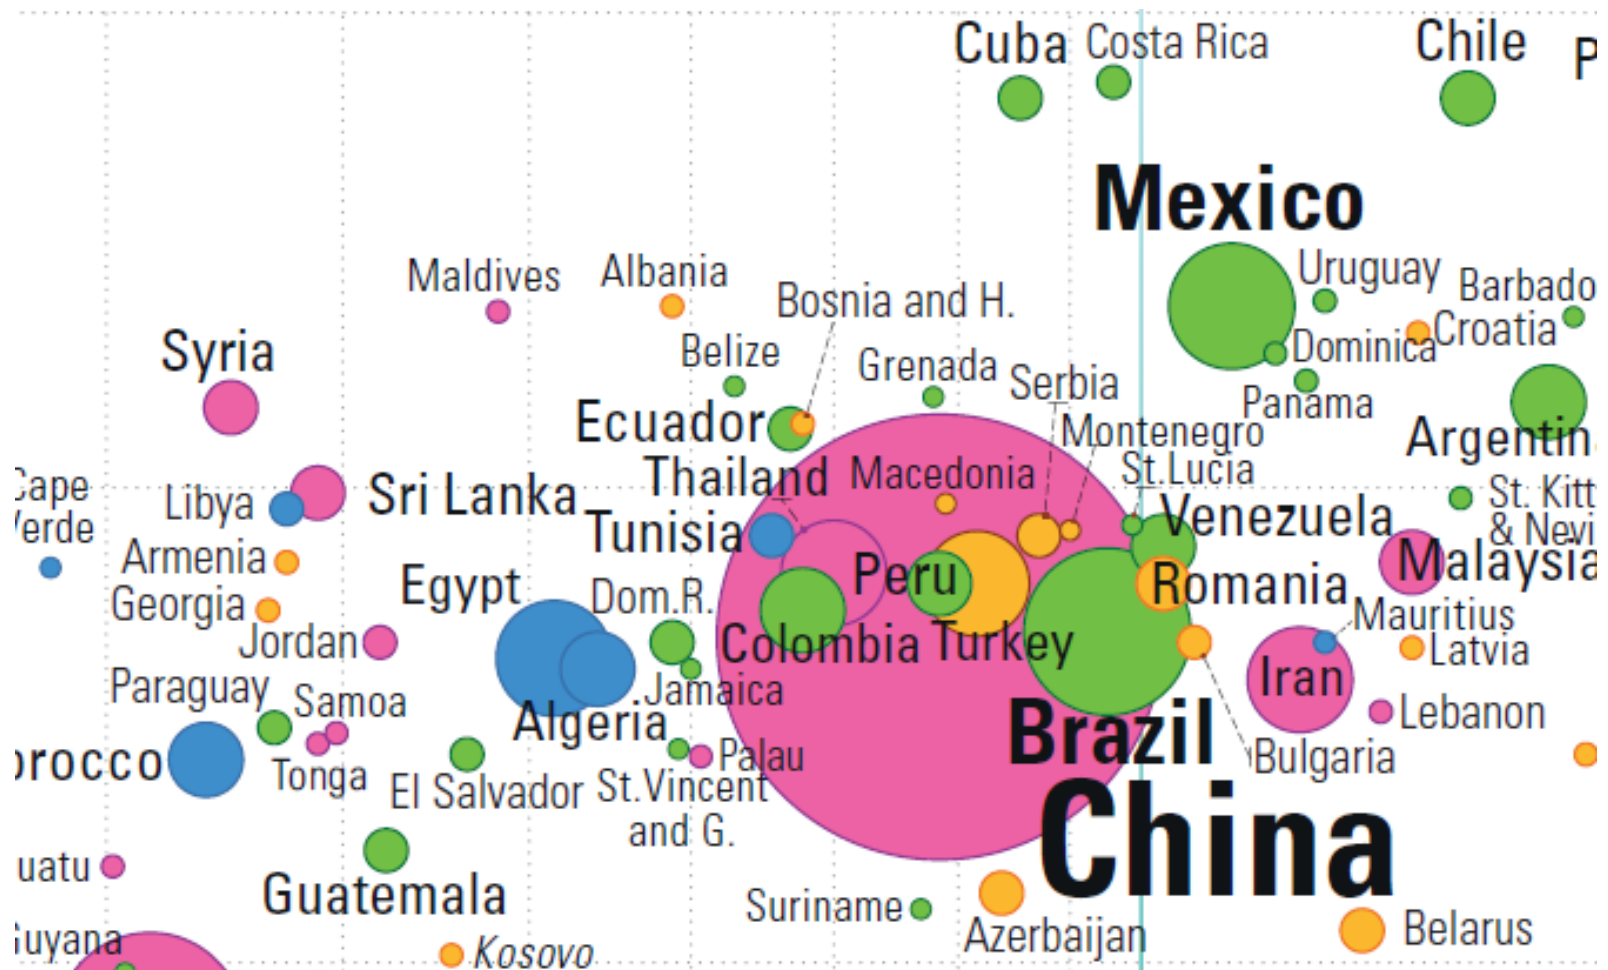 Cuba
Costa Rica
Chile
P
Mexico
Maldives
Albania
Bosnia and H.
Uruguay
Barbado
Croatia
Syria
Belize
Grenada
Dominica
Serbia
Panama
Ecuador
Montenegro
Argentin
Thailand
Macedonia
St.Lucia
Cape
Verde
Libya
Sri Lanka
Venezuela
St. Kitt
& Nevi
Tunisia
Armenia
Malaysia
Georgia
Egypt
Dom.R.
Peru
Romania
Mauritius
Jordan
Colombia
Turkey
Latvia
Iran
Paraguay
Samoa
Jamaica
Algeria
Brazil
Lebanon
orocco
Tonga
Palau
Bulgaria
El Salvador
St.Vincent
and G.
China
uatu
Guatemala
Suriname
Azerbaijan
Belarus
Guyana
Kosovo